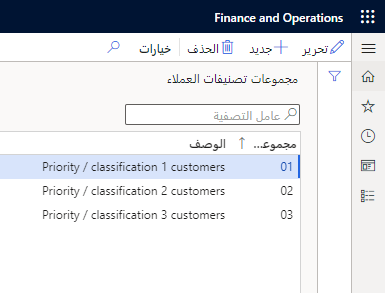 Finance and Operations
تحرير جديد الحذف خيارات
مجموعات تصنيفات العملاء
عامل التصفية
مجموعـ... الوصف
01 Priority / classification 1 customers
02 Priority / classification 2 customers
03 Priority / classification 3 customers